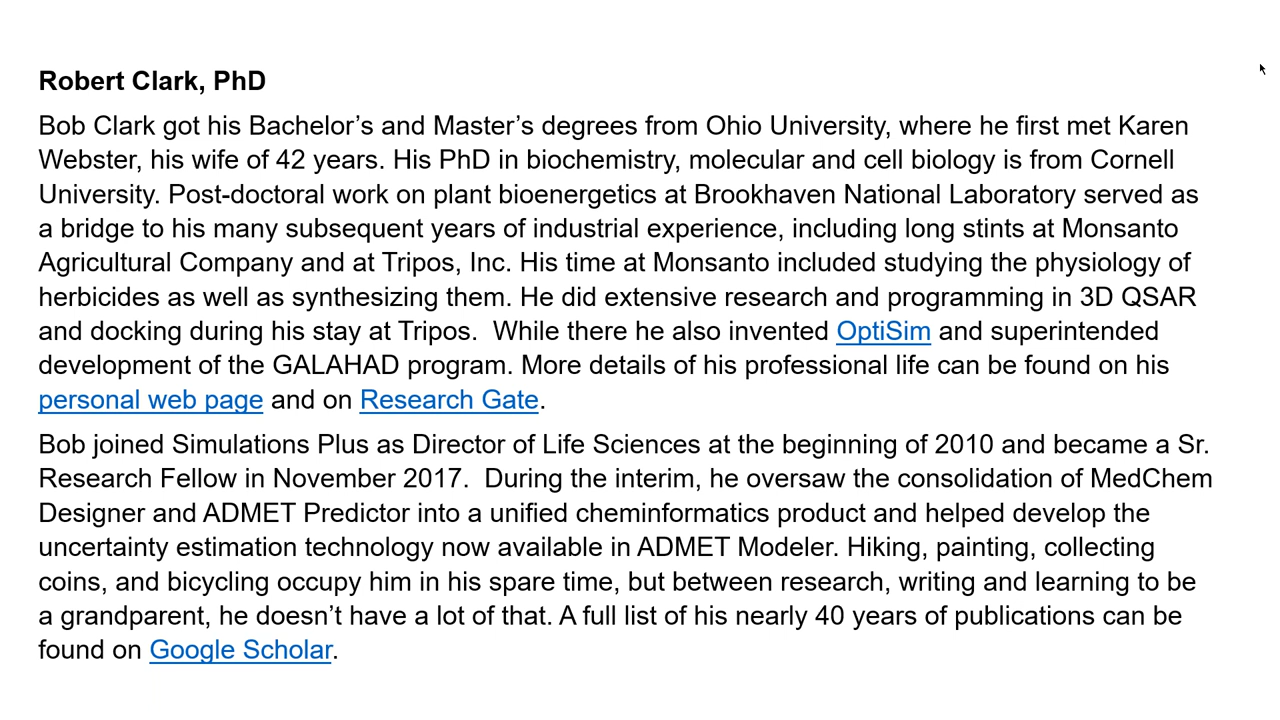 Robert Clark, PhD
Bob Clark got his Bachelor’s and Master’s degrees from Ohio University, where he first met Karen
Webster, his wife of 42 years. His PhD in biochemistry, molecular and cell biology is from Cornell
University. Post-doctoral work on plant bioenergetics at Brookhaven National Laboratory served as
a bridge to his many subsequent years of industrial experience, including long stints at Monsanto
Agricultural Company and at Tripos, Inc. His time at Monsanto included studying the physiology of
herbicides as well as synthesizing them. He did extensive research and programming in 3D QSAR
and docking during his stay at Tripos.  While there he also invented OptiSim and superintended
development of the GALAHAD program. More details of his professional life can be found on his
personal web page and on Research Gate.
Bob joined Simulations Plus as Director of Life Sciences at the beginning of 2010 and became a Sr.
Research Fellow in November 2017.  During the interim, he oversaw the consolidation of MedChem
Designer and ADMET Predictor into a unified cheminformatics product and helped develop the
uncertainty estimation technology now available in ADMET Modeler. Hiking, painting, collecting
coins, and bicycling occupy him in his spare time, but between research, writing and learning to be
a grandparent, he doesn’t have a lot of that. A full list of his nearly 40 years of publications can be
found on Google Scholar.